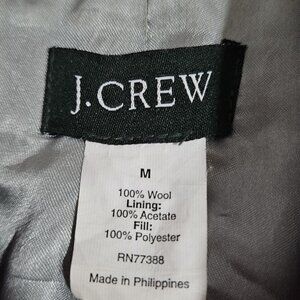 J.CREW
M
100% Wool
Lining:
100% Acetate
Fill:
100% Polyester
RN77388
Made in Philippines